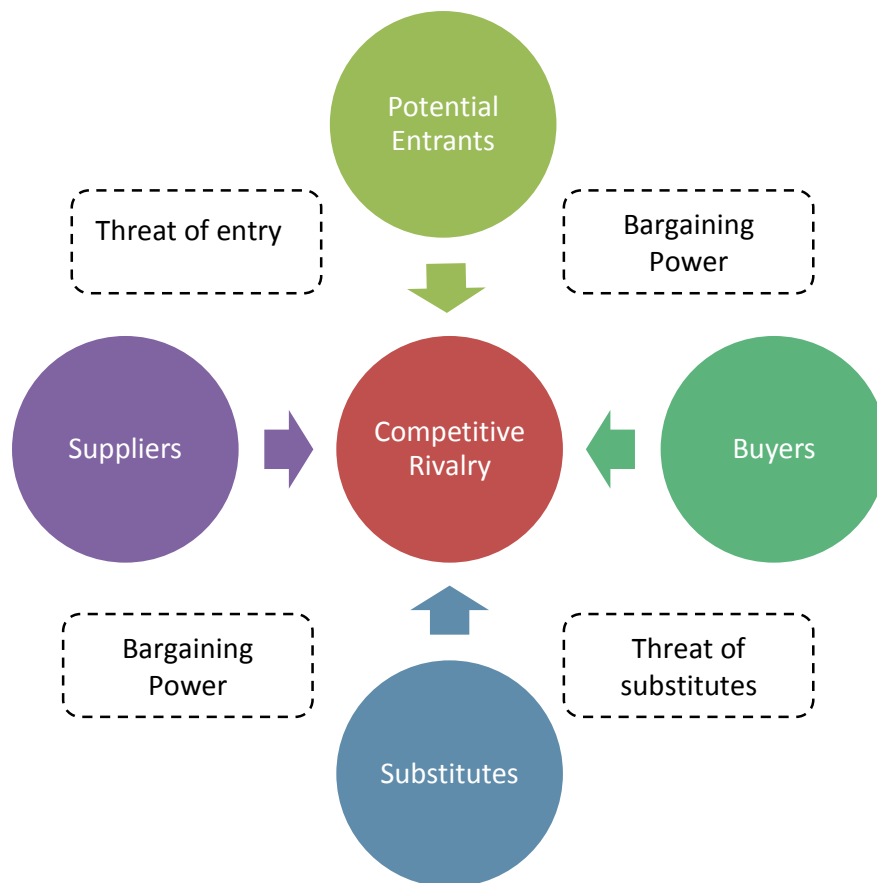 Potential
Entrants
Threat of entry
Bargaining
Power
Suppliers
Competitive
Rivalry
Buyers
Bargaining
Power
Threat of
substitutes
Substitutes